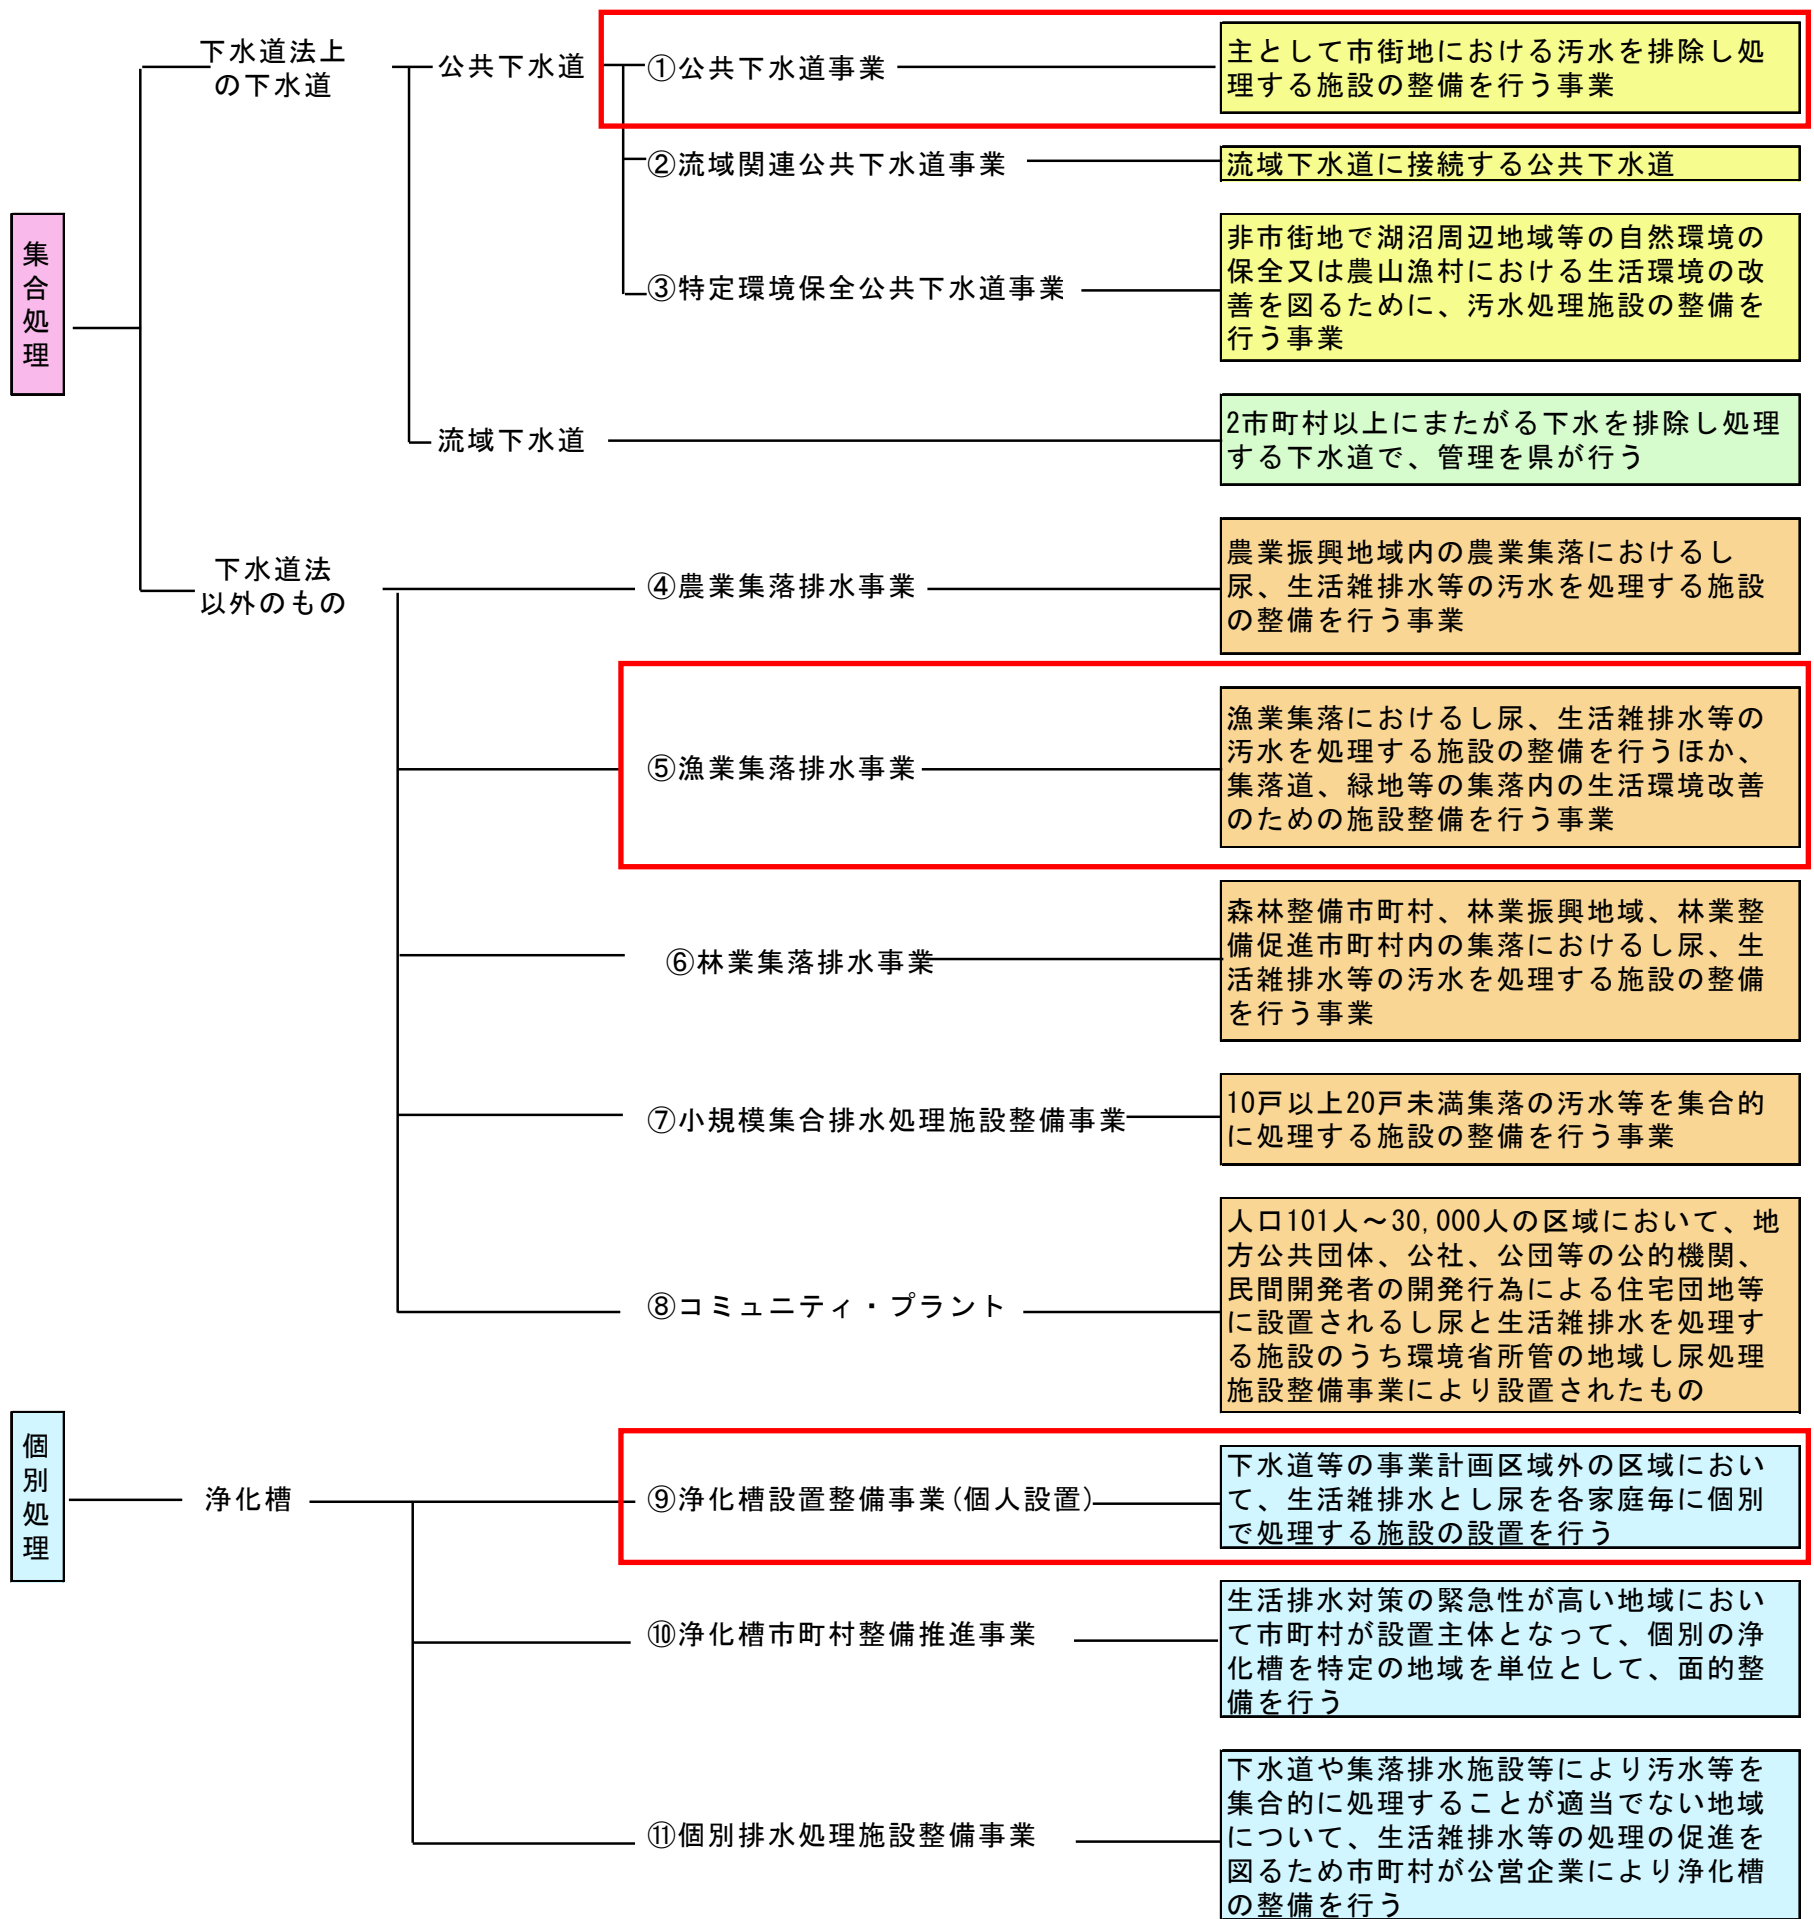 下水道法上
の下水道
公共下水道
①公共下水道事業
主として市街地における汚水を排除し処
理する施設の整備を行う事業
②流域関連公共下水道事業
流域下水道に接続する公共下水道
集合処理
③特定環境保全公共下水道事業
非市街地で湖沼周辺地域等の自然環境の
保全又は農山漁村における生活環境の改
善を図るために、汚水処理施設の整備を
行う事業
流域下水道
2市町村以上にまたがる下水を排除し処理
する下水道で、管理を県が行う
下水道法
以外のもの
④農業集落排水事業
農業振興地域内の農業集落におけるし
尿、生活雑排水等の汚水を処理する施設
の整備を行う事業
⑤漁業集落排水事業
漁業集落におけるし尿、生活雑排水等の
汚水を処理する施設の整備を行うほか、
集落道、緑地等の集落内の生活環境改善
のための施設整備を行う事業
⑥林業集落排水事業
森林整備市町村、林業振興地域、林業整
備促進市町村内の集落におけるし尿、生
活雑排水等の汚水を処理する施設の整備
を行う事業
⑦小規模集合排水処理施設整備事業
10戸以上20戸未満集落の汚水等を集合的
に処理する施設の整備を行う事業
⑧コミュニティ・プラント
人口101人～30,000人の区域において、地
方公共団体、公社、公団等の公的機関、
民間開発者の開発行為による住宅団地等
に設置されるし尿と生活雑排水を処理す
る施設のうち環境省所管の地域し尿処理
施設整備事業により設置されたもの
個別処理
浄化槽
⑨浄化槽設置整備事業(個人設置)
下水道等の事業計画区域外の区域におい
て、生活雑排水とし尿を各家庭毎に個別
で処理する施設の設置を行う
⑩浄化槽市町村整備推進事業
生活排水対策の緊急性が高い地域におい
て市町村が設置主体となって、個別の浄
化槽を特定の地域を単位として、面的整
備を行う
⑪個別排水処理施設整備事業
下水道や集落排水施設等により汚水等を
集合的に処理することが適当でない地域
について、生活雑排水等の処理の促進を
図るため市町村が公営企業により浄化槽
の整備を行う